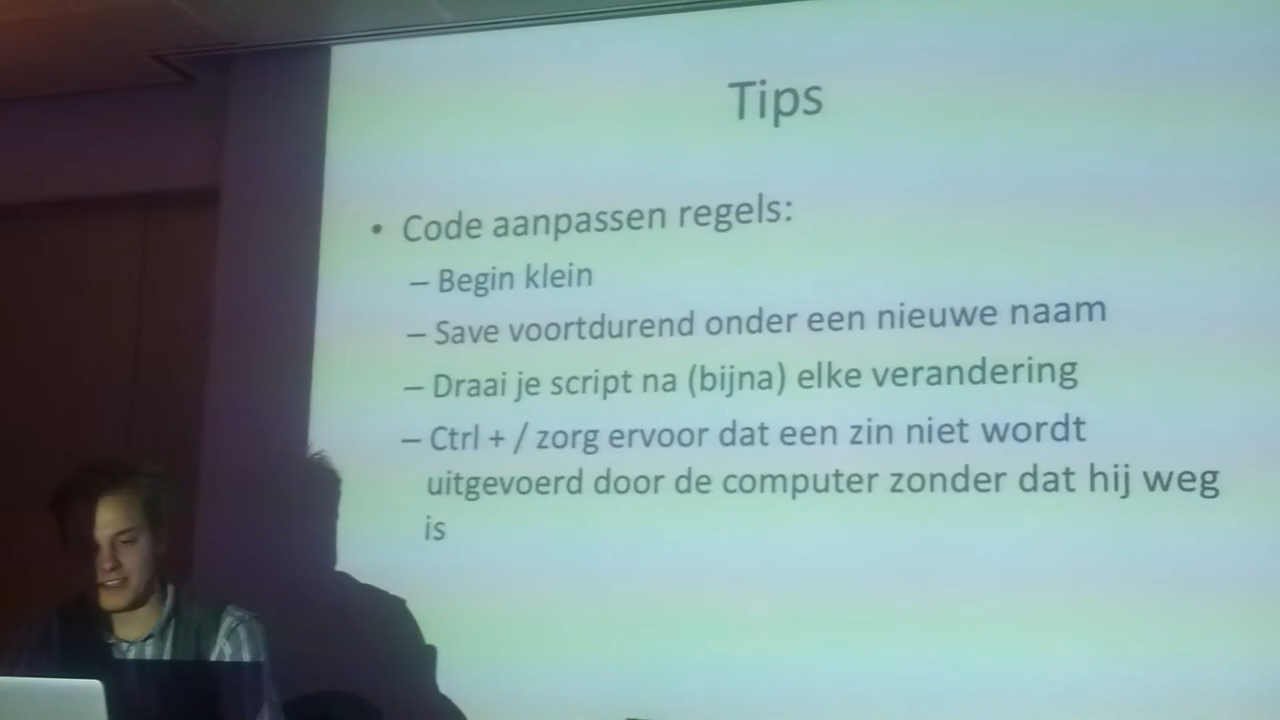 Tips
• Code aanpassen regels:
– Begin klein
– Save voortdurend onder een nieuwe naam
– Draai je script na (bijna) elke verandering
– Ctrl + / zorg ervoor dat een zin niet wordt
uitgevoerd door de computer zonder dat hij weg
is